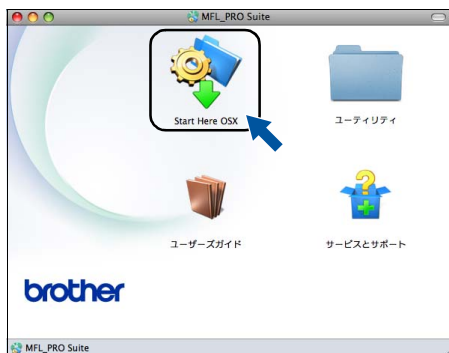 MFL_PRO Suite
Start Here OSX
ユーティリティ
ユーザーズガイド
サービスとサポート
brother
MFL_PRO Suite